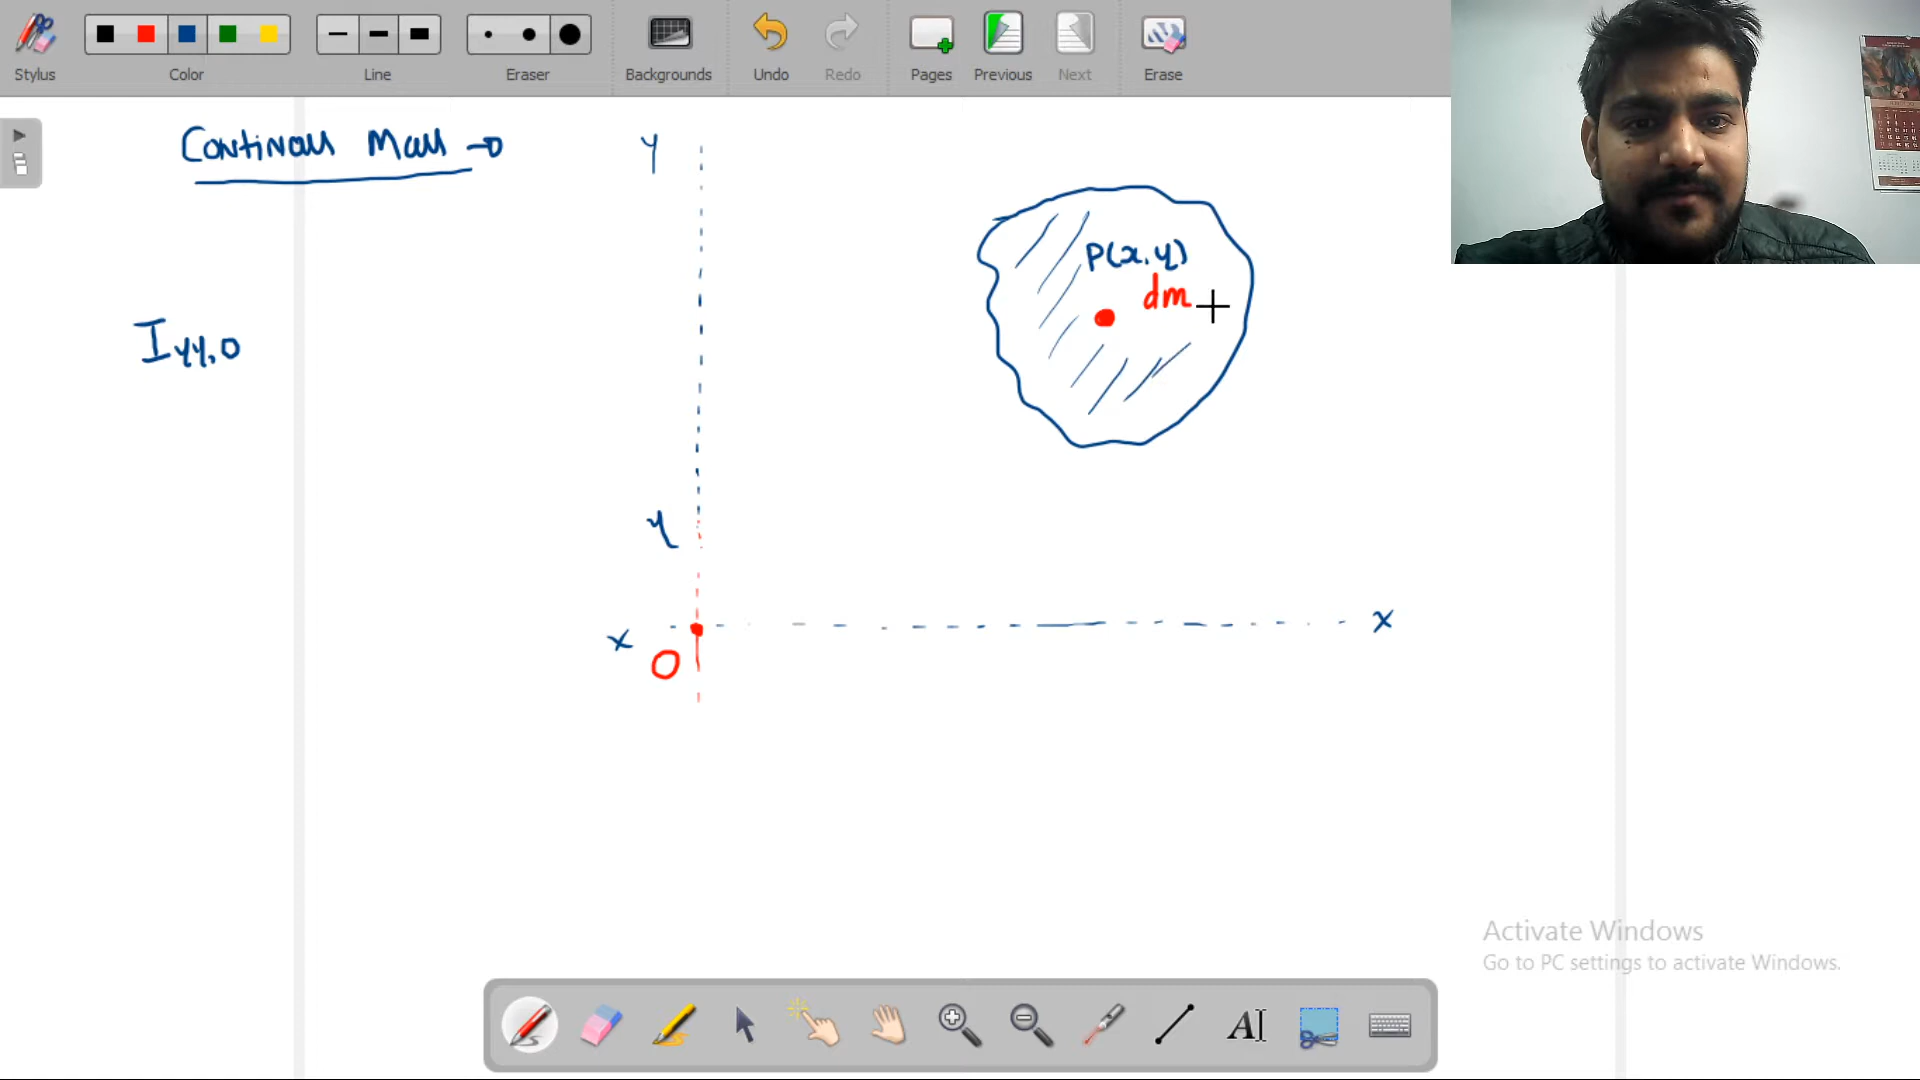 Stylus
Color
Line
Eraser
Backgrounds
Undo
Redo
Pages
Previous
Next
Erase
Continous Mass →
Y
P(x,y)
dm
Iyy,O
Y
X
X
O
Activate Windows
Go to PC settings to activate Windows.
AI